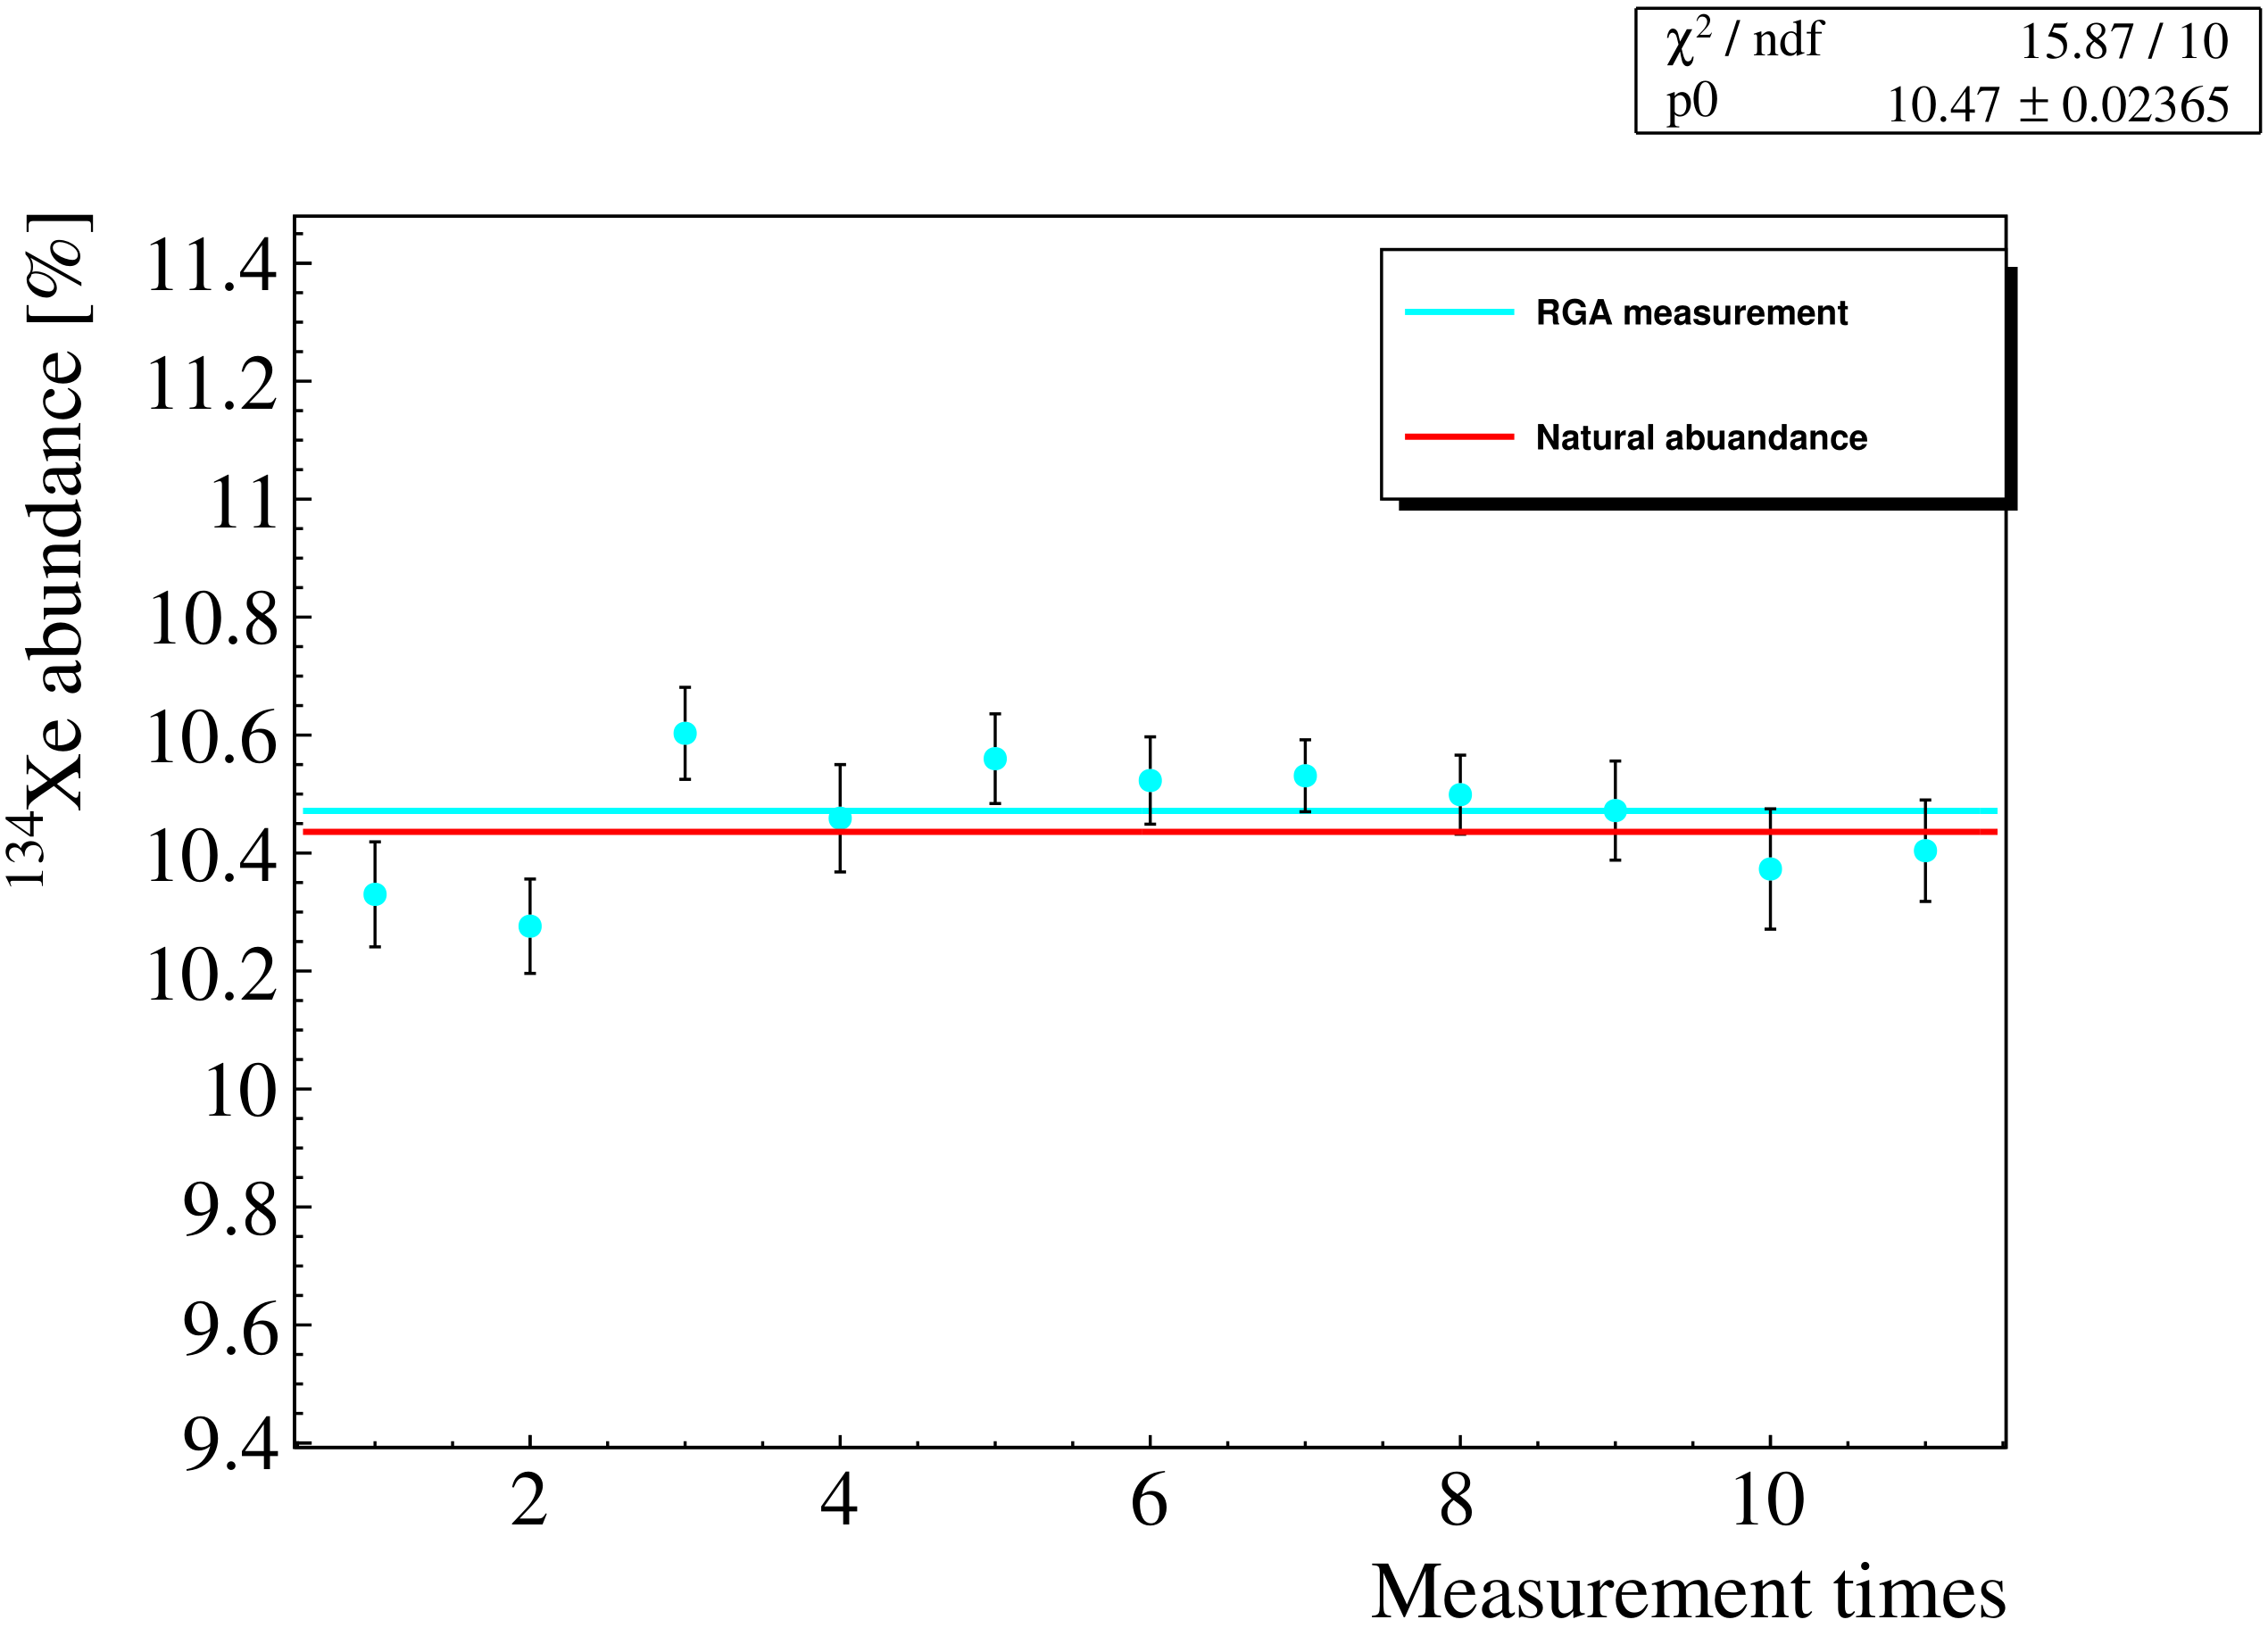 χ² / ndf 15.87 / 10
p0 10.47 ± 0.02365
¹³⁴Xe abundance [%]
11.4
11.2
11
10.8
10.6
10.4
10.2
10
9.8
9.6
9.4
RGA measurement
Natural abuandance
2 4 6 8 10
Measurement times